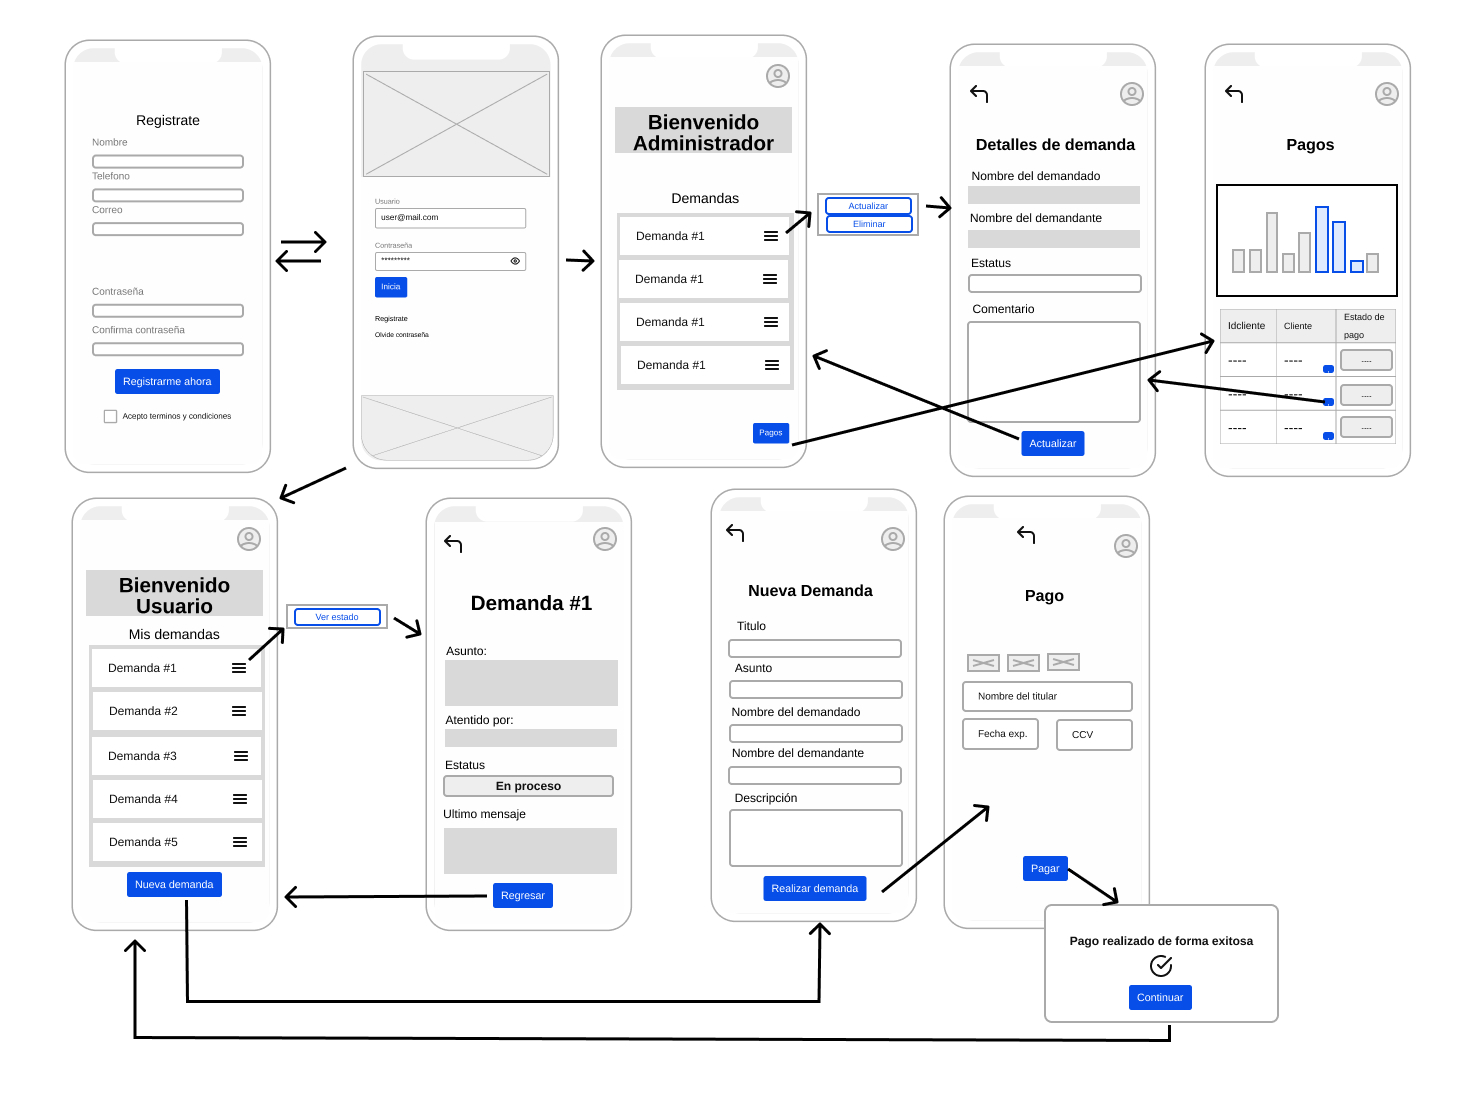 Registrate
Nombre
Telefono
Correo
Contraseña
Confirma contraseña
Registrarme ahora
Acepto terminos y condiciones
Usuario
user@mail.com
Contraseña
*********
Inicia
Registrate
Olvide contraseña
Bienvenido
Administrador
Demandas
Demanda #1
Demanda #1
Demanda #1
Demanda #1
Pagos
Actualizar
Eliminar
Detalles de demanda
Nombre del demandado
Nombre del demandante
Estatus
Comentario
Actualizar
Pagos
Idcliente
Cliente
Estado de
pago
---- ---- ----
---- ---- ----
---- ---- ----
Bienvenido
Usuario
Mis demandas
Demanda #1
Demanda #2
Demanda #3
Demanda #4
Demanda #5
Nueva demanda
Ver estado
Demanda #1
Asunto:
Atentido por:
Estatus
En proceso
Ultimo mensaje
Regresar
Nueva Demanda
Titulo
Asunto
Nombre del demandado
Nombre del demandante
Descripción
Realizar demanda
Pago
Nombre del titular
Fecha exp.
CCV
Pagar
Pago realizado de forma exitosa
Continuar